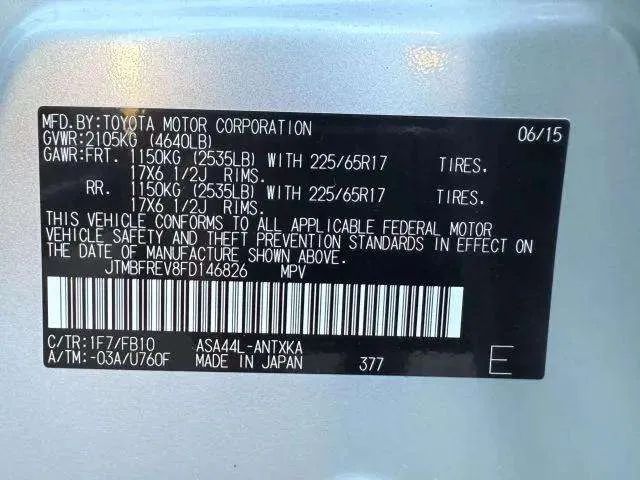 MFD.BY:TOYOTA MOTOR CORPORATION 06/15
GVWR:2105KG (4640LB)
GAWR:FRT. 1150KG (2535LB) WITH 225/65R17 TIRES.
17X6 1/2J RIMS.
RR. 1150KG (2535LB) WITH 225/65R17 TIRES.
17X6 1/2J RIMS.
THIS VEHICLE CONFORMS TO ALL APPLICABLE FEDERAL MOTOR
VEHICLE SAFETY AND THEFT PREVENTION STANDARDS IN EFFECT ON
THE DATE OF MANUFACTURE SHOWN ABOVE.
JTMBFREV8FD146826 MPV
C/TR:1F7/FB10 ASA44L-ANTXKA
A/TM:-03A/U760F MADE IN JAPAN 377 E